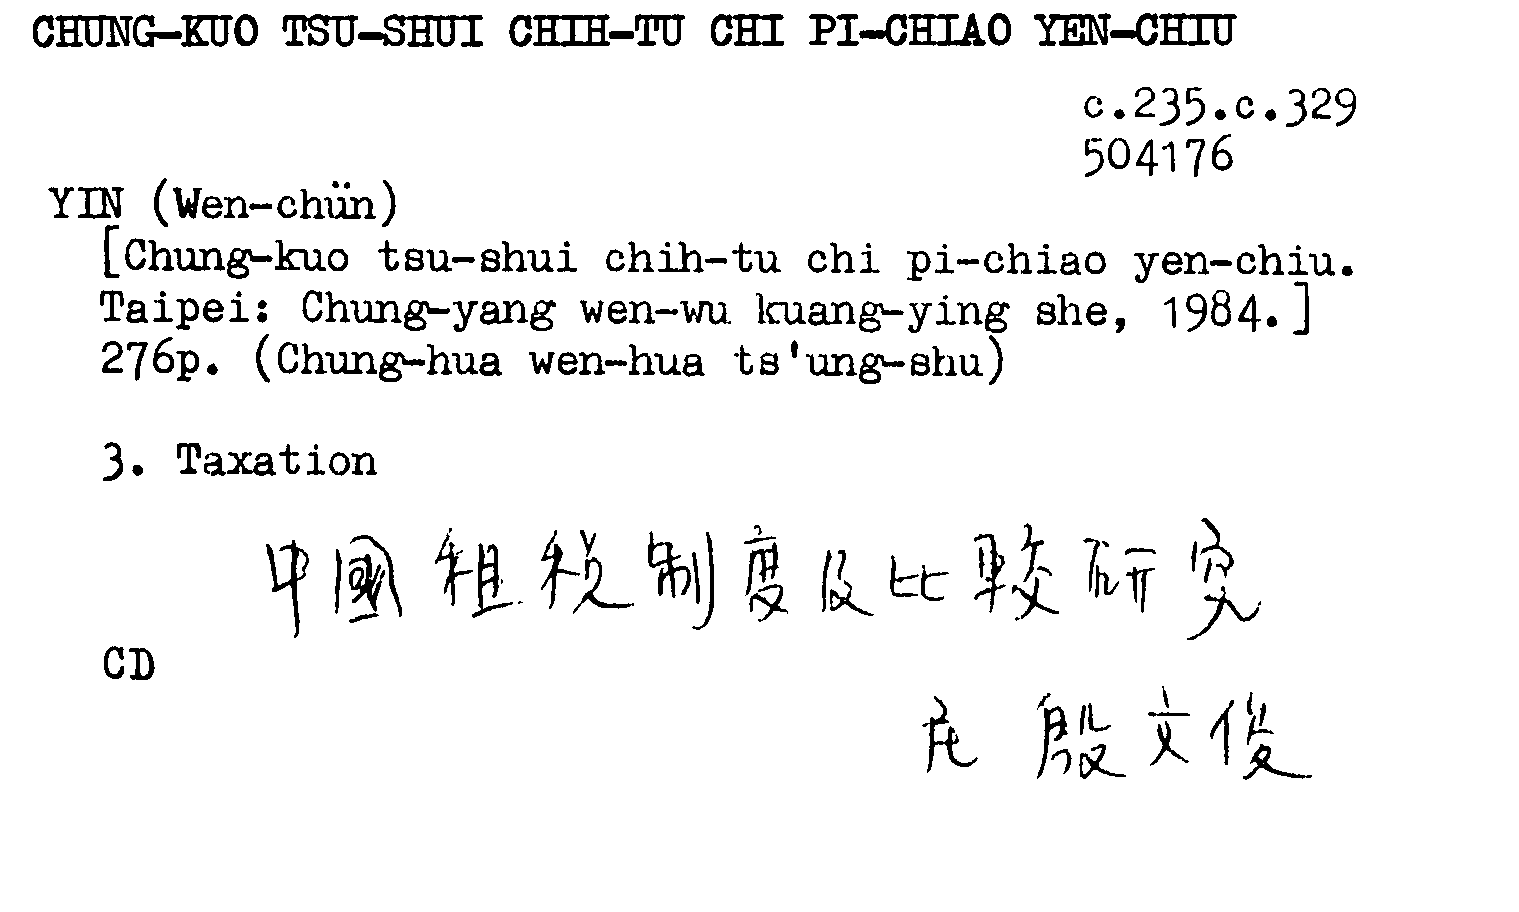 CHUNG-KUO TSU-SHUI CHIH-TU CHI PI-CHIAO YEN-CHIU
c.235.c.329
504176
YIN (Wen-chün)
[Chung-kuo tsu-shui chih-tu chi pi-chiao yen-chiu.
Taipei: Chung-yang wen-wu kuang-ying she, 1984.]
276p. (Chung-hua wen-hua ts'ung-shu)
3. Taxation
中國租稅制度及比較研究
CD
民 殷文俊